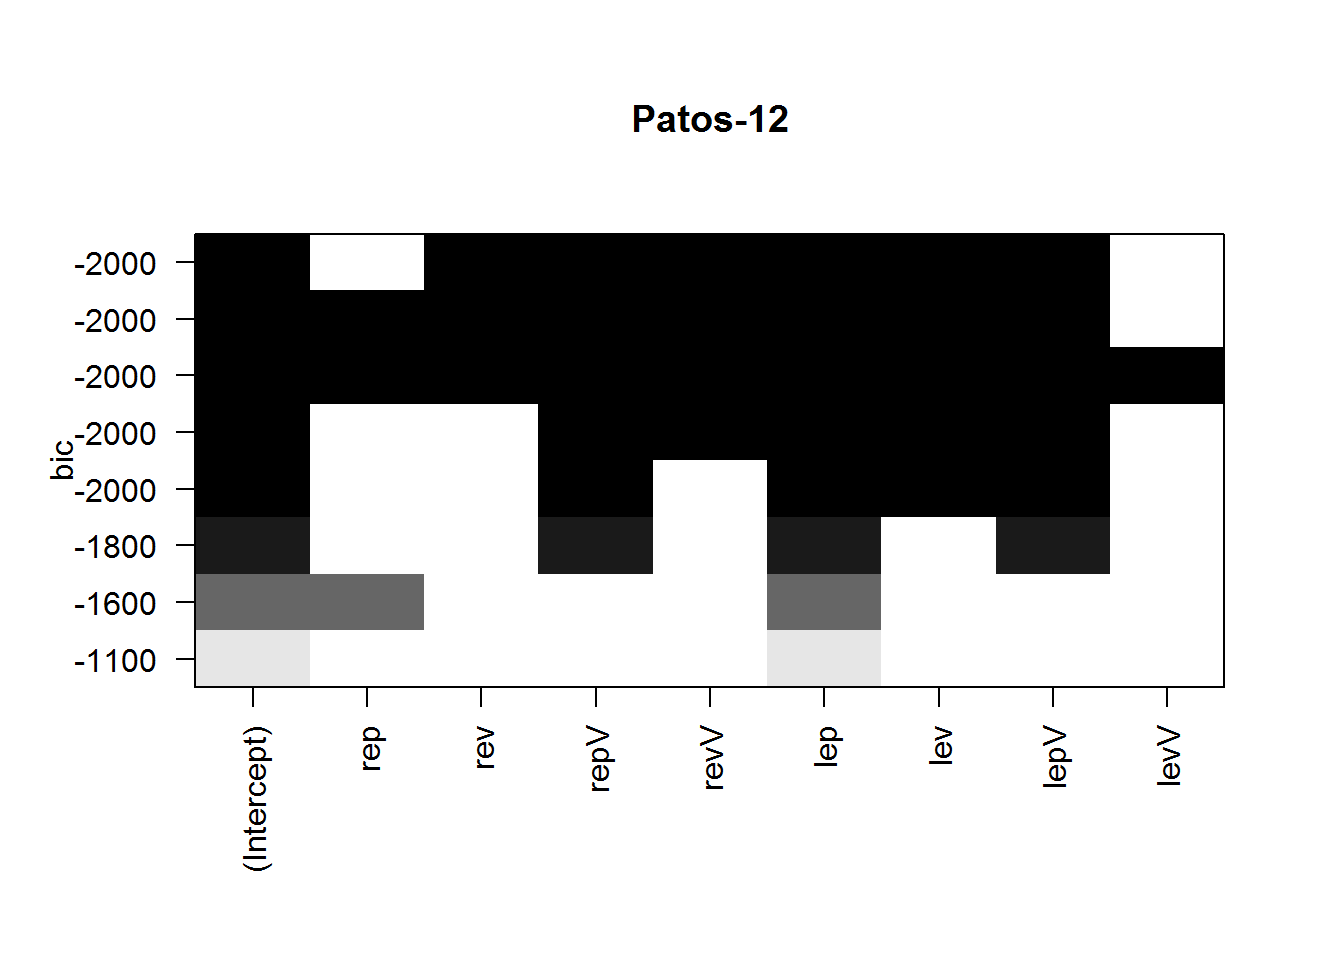 Patos-12
bic
-2000
-2000
-2000
-2000
-2000
-1800
-1600
-1100
(Intercept)
rep
rev
repV
revV
lep
lev
lepV
levV